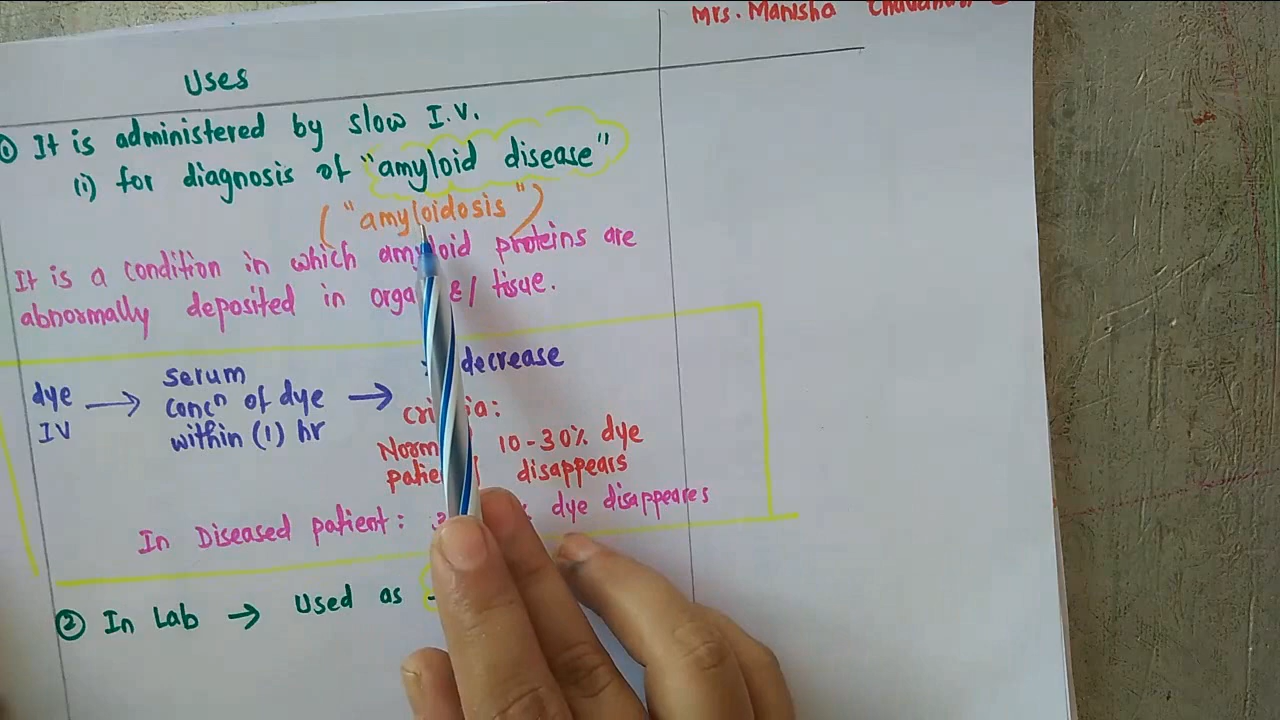 Mrs. Manisha
Uses
① It is administered by slow I.V.
(i) for diagnosis of "amyloid disease"
("amyloidosis")
It is a condition in which amyloid proteins are
abnormally deposited in &/ tissue.
dye IV → serum concⁿ of dye within (1) hr → decrease
:
10-30% dye
disappears
In Diseased patient: dye disappeares
② In Lab → Used as